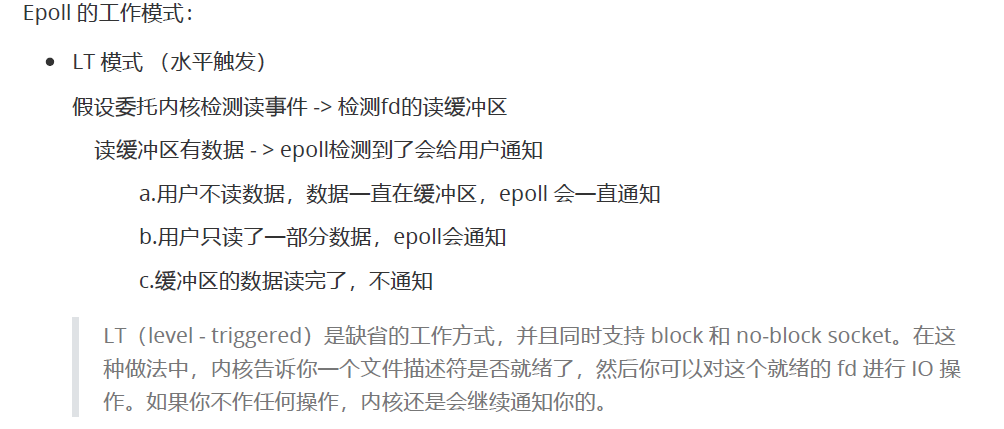 Epoll 的工作模式：
• LT 模式 （水平触发）
假设委托内核检测读事件 -> 检测fd的读缓冲区
读缓冲区有数据 - > epoll检测到了会给用户通知
a.用户不读数据，数据一直在缓冲区，epoll 会一直通知
b.用户只读了一部分数据，epoll会通知
c.缓冲区的数据读完了，不通知
LT（level - triggered）是缺省的工作方式，并且同时支持 block 和 no-block socket。在这
种做法中，内核告诉你一个文件描述符是否就绪了，然后你可以对这个就绪的 fd 进行 IO 操
作。如果你不作任何操作，内核还是会继续通知你的。